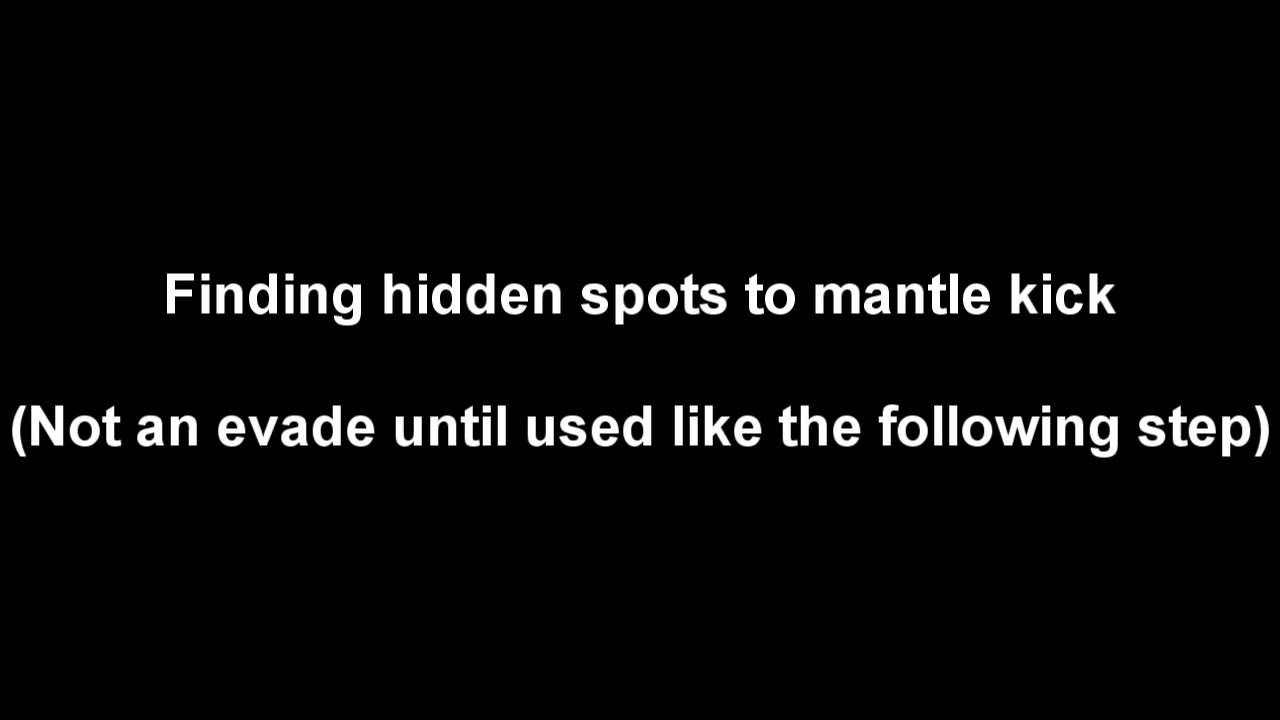 Finding hidden spots to mantle kick
(Not an evade until used like the following step)